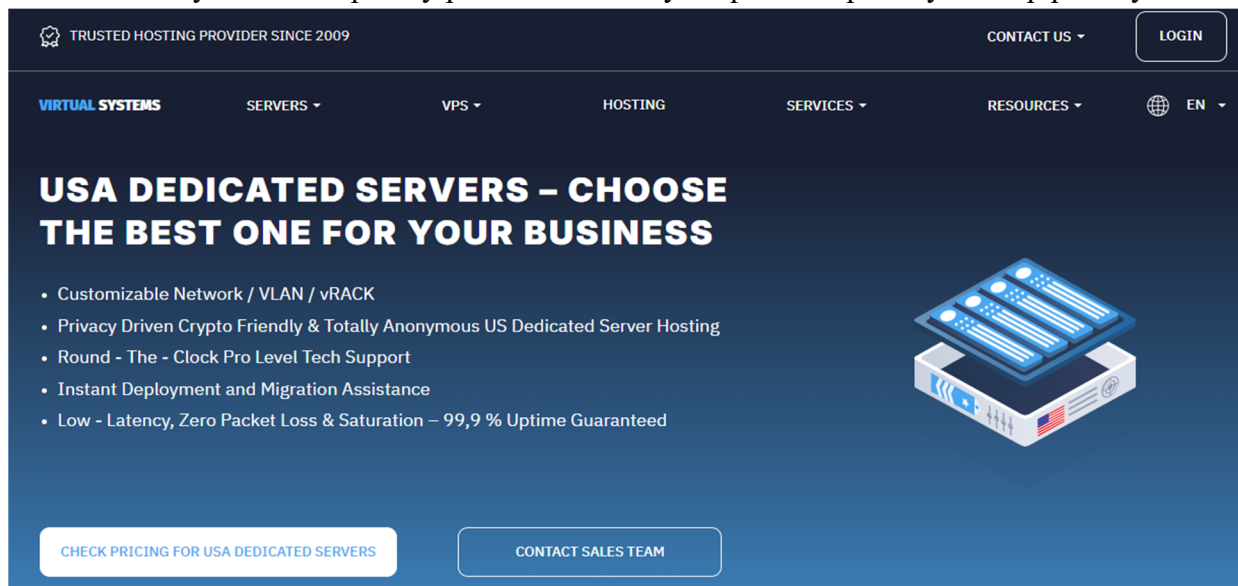 TRUSTED HOSTING PROVIDER SINCE 2009
CONTACT US
LOGIN
VIRTUAL SYSTEMS
SERVERS
VPS
HOSTING
SERVICES
RESOURCES
EN
USA DEDICATED SERVERS – CHOOSE
THE BEST ONE FOR YOUR BUSINESS
• Customizable Network / VLAN / vRACK
• Privacy Driven Crypto Friendly & Totally Anonymous US Dedicated Server Hosting
• Round - The - Clock Pro Level Tech Support
• Instant Deployment and Migration Assistance
• Low - Latency, Zero Packet Loss & Saturation – 99,9 % Uptime Guaranteed
CHECK PRICING FOR USA DEDICATED SERVERS
CONTACT SALES TEAM